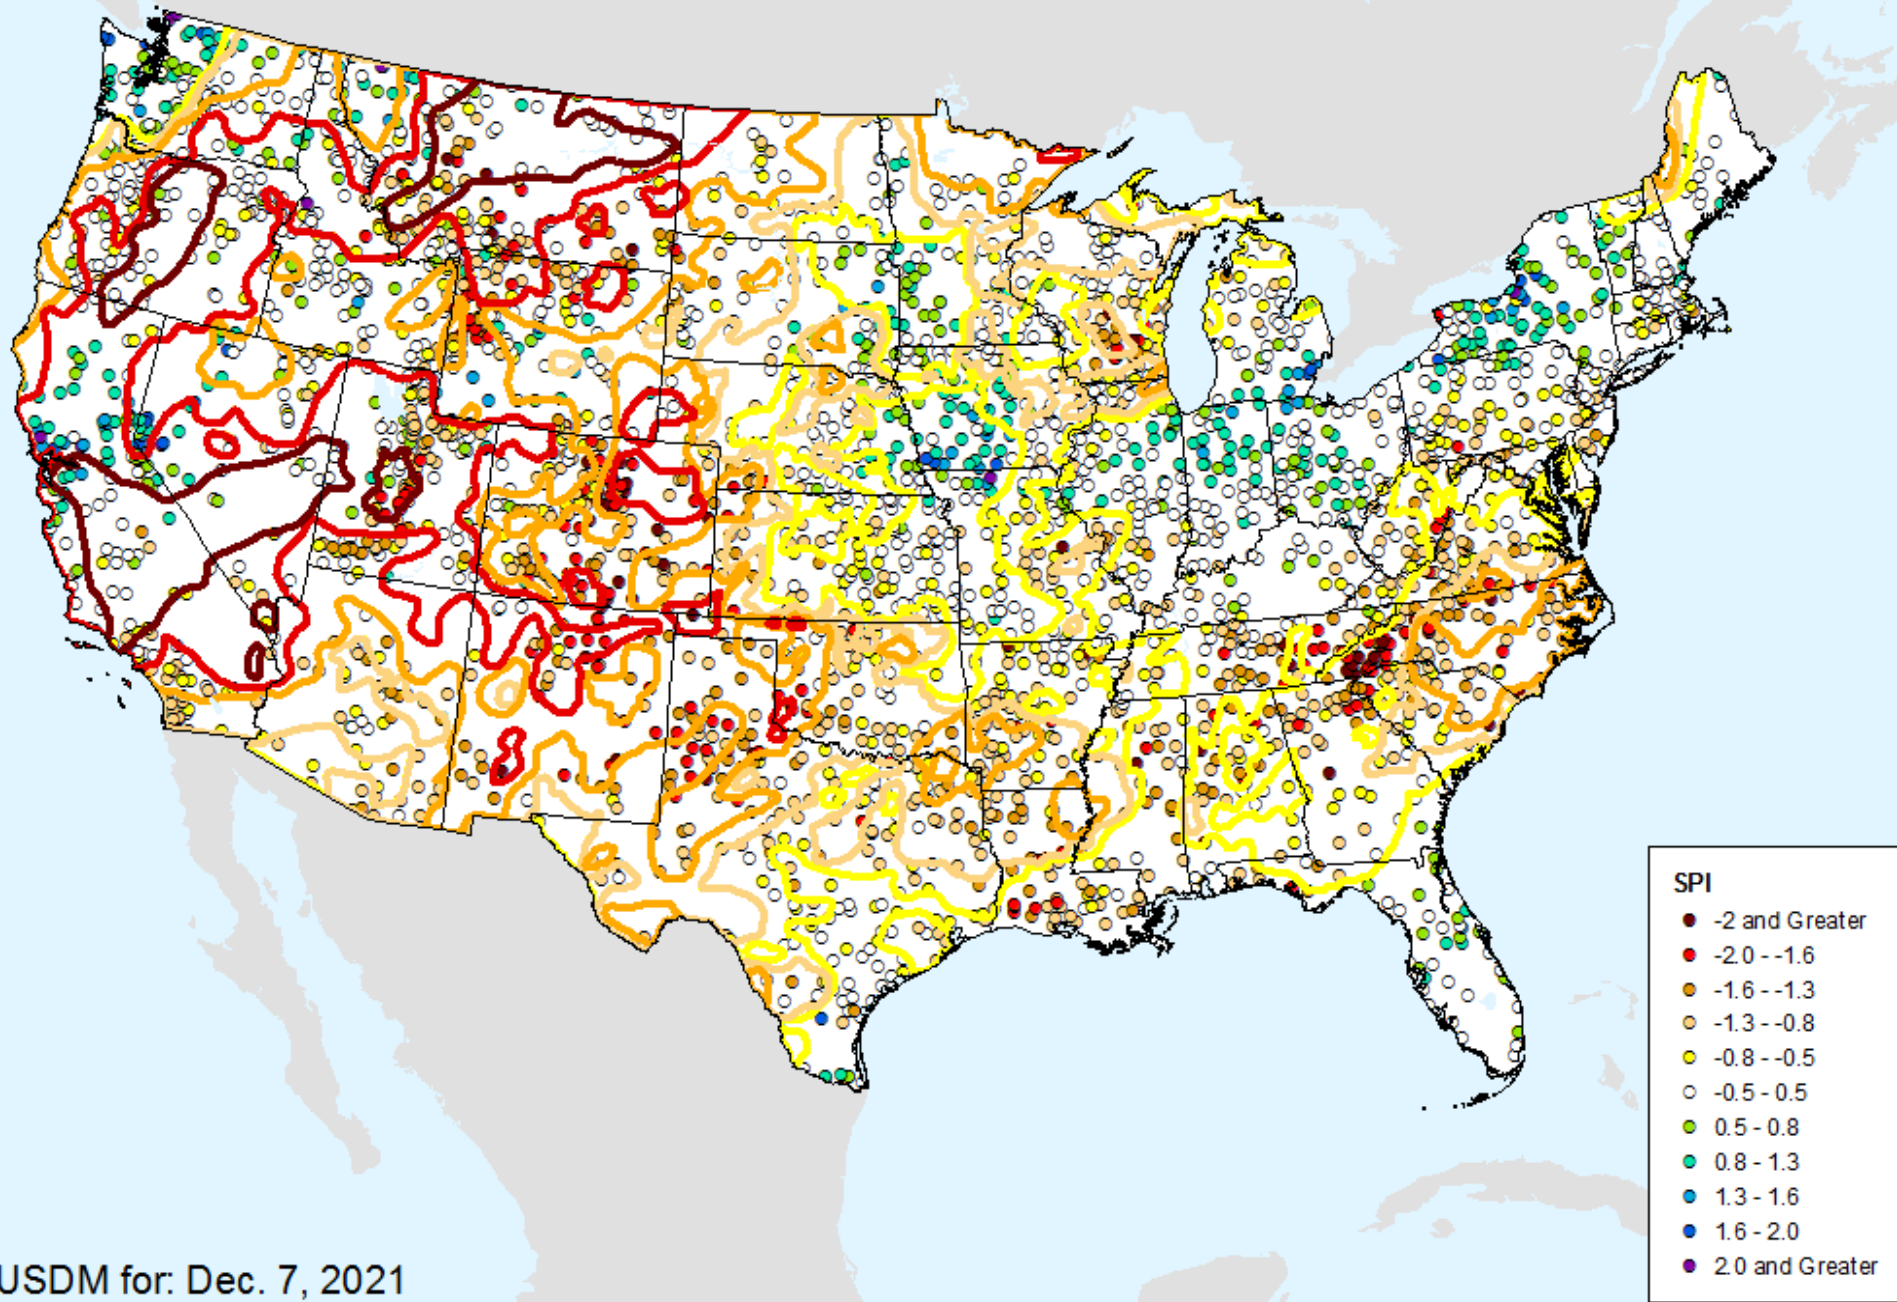 SPI
-2 and Greater
-2.0 - -1.6
-1.6 - -1.3
-1.3 - -0.8
-0.8 - -0.5
-0.5 - 0.5
0.5 - 0.8
0.8 - 1.3
1.3 - 1.6
1.6 - 2.0
2.0 and Greater
USDM for: Dec. 7, 2021